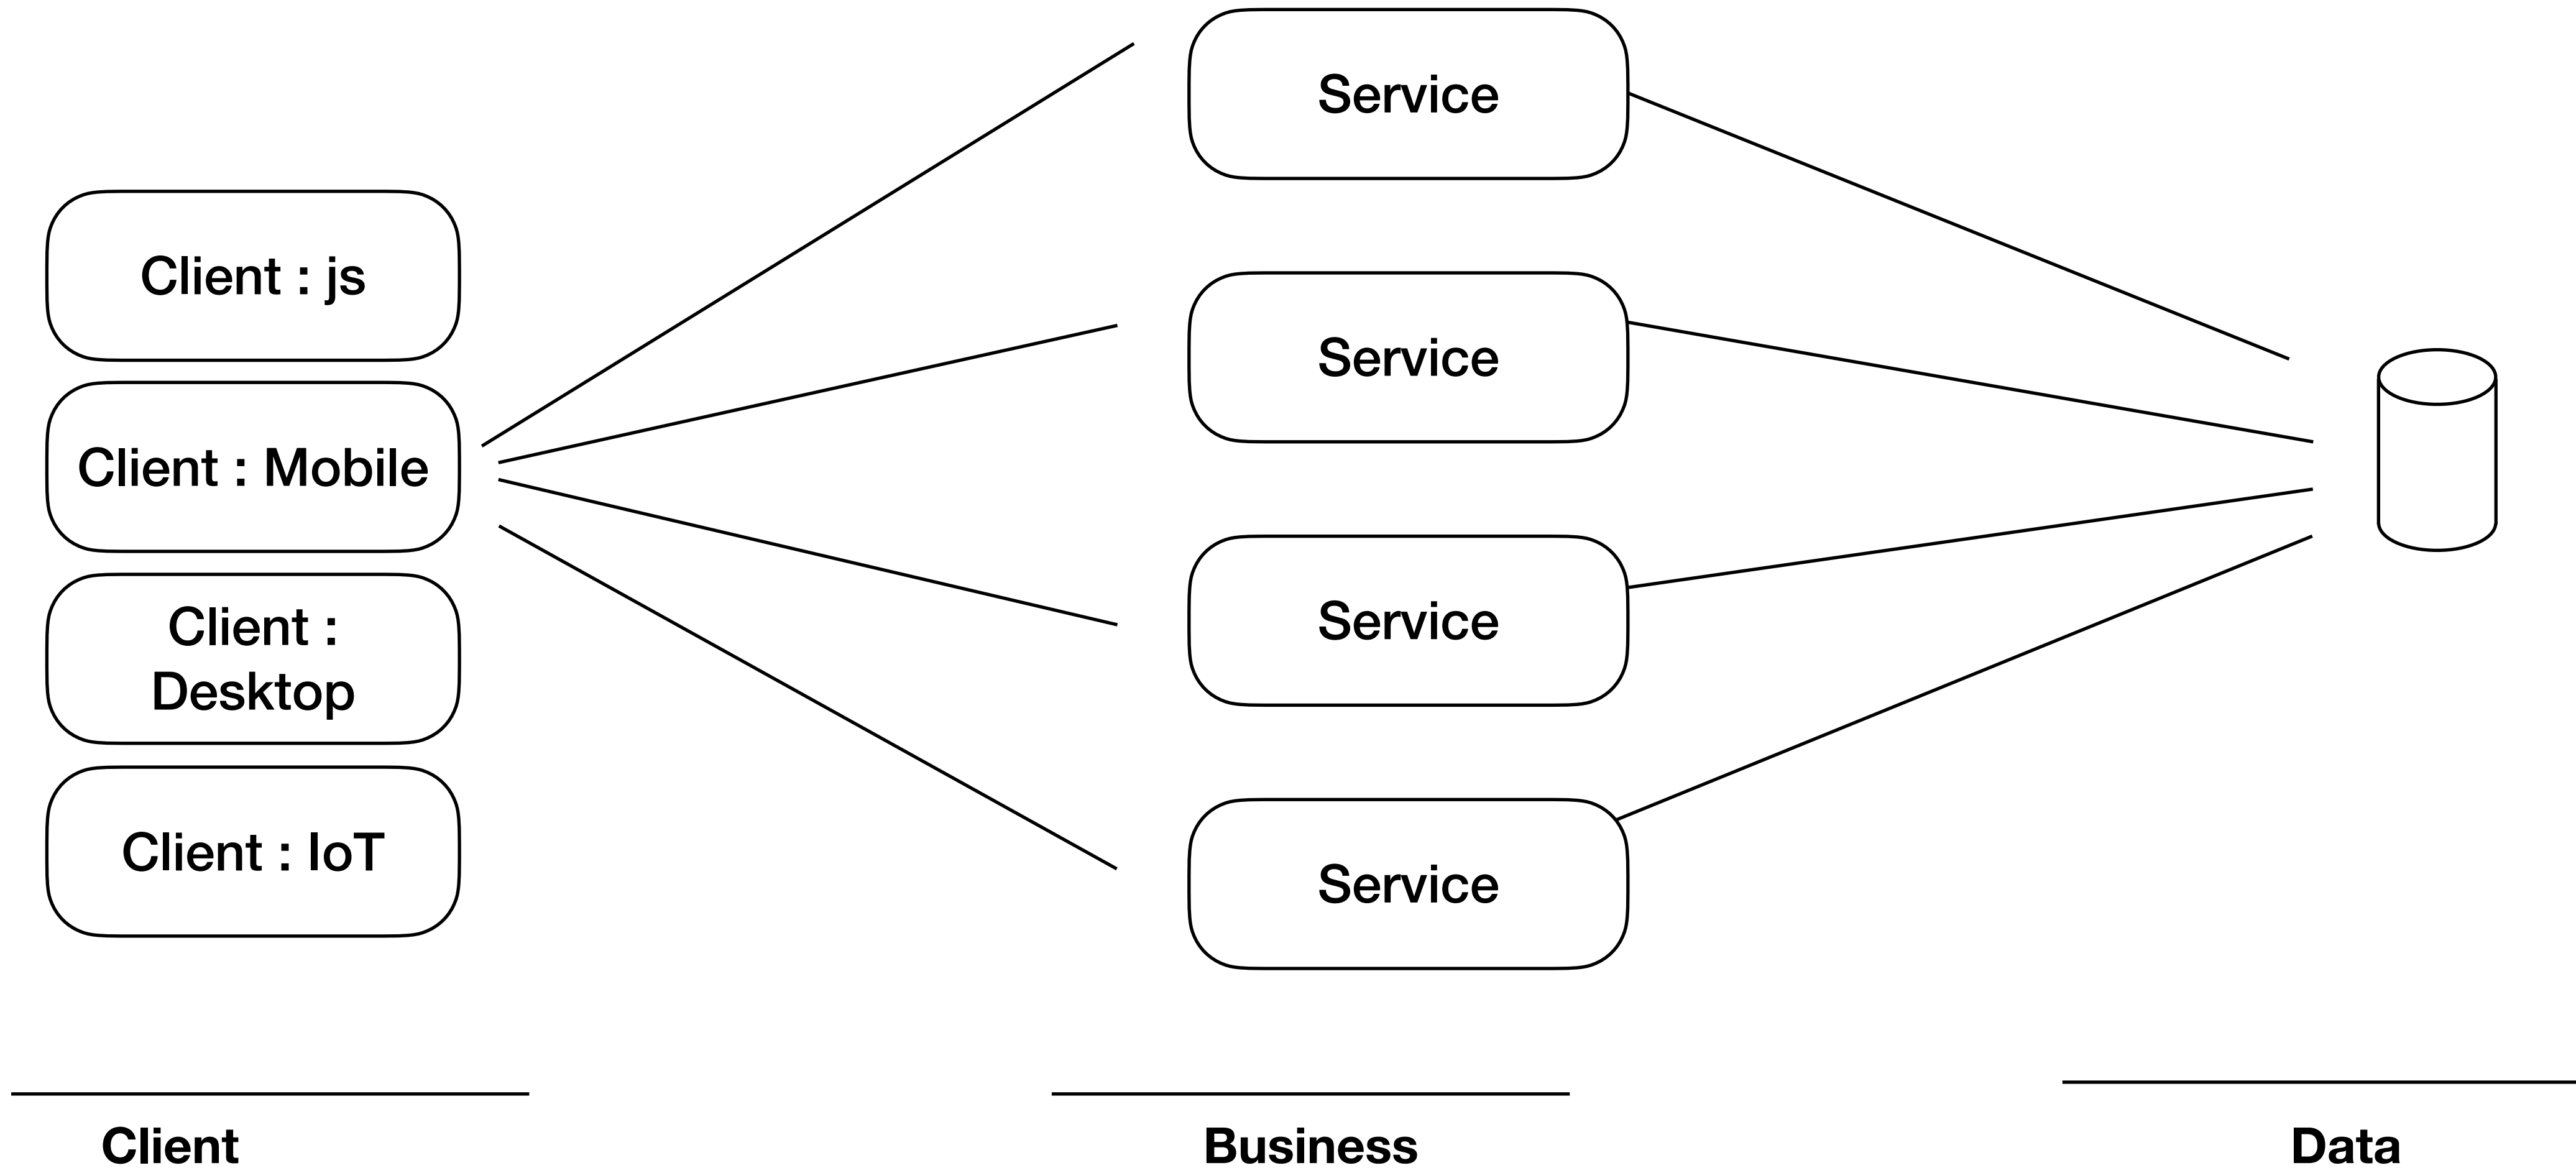 Client : js
Client : Mobile
Client :
Desktop
Client : IoT
Service
Service
Service
Service
Client
Business
Data